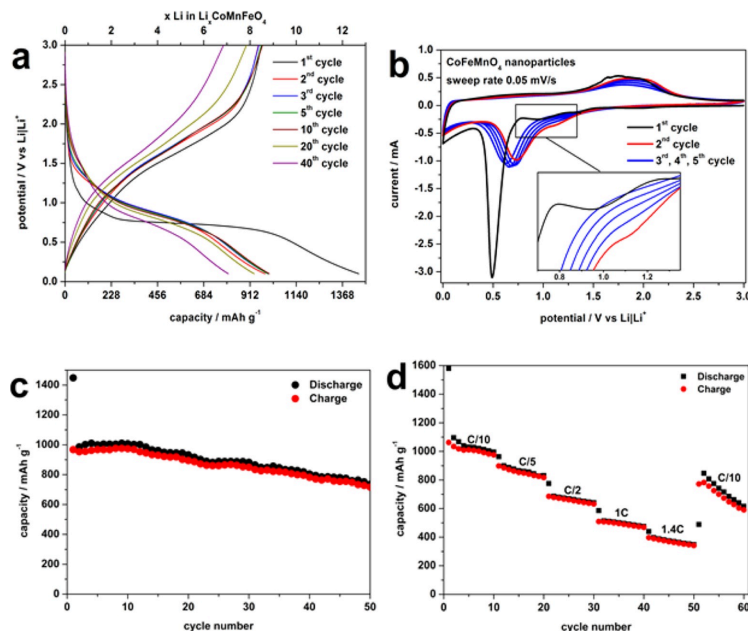 x Li in LiₓCoMnFeO₄
0 2 4 6 8 10 12
a
3.0
2.5
2.0
1.5
1.0
0.5
0.0
potential / V vs Li|Li⁺
1ˢᵗ cycle
2ⁿᵈ cycle
3ʳᵈ cycle
5ᵗʰ cycle
10ᵗʰ cycle
20ᵗʰ cycle
40ᵗʰ cycle
0 228 456 684 912 1140 1368
capacity / mAh g⁻¹
b
CoFeMnO₄ nanoparticles
sweep rate 0.05 mV/s
1.0
0.5
0.0
-0.5
-1.0
-1.5
-2.0
-2.5
-3.0
current / mA
1ˢᵗ cycle
2ⁿᵈ cycle
3ʳᵈ, 4ᵗʰ, 5ᵗʰ cycle
0.8 1.0 1.2
0.0 0.5 1.0 1.5 2.0 2.5 3.0
potential / V vs Li|Li⁺
c
Discharge
Charge
1400
1200
1000
800
600
400
200
0
capacity / mAh g⁻¹
0 10 20 30 40 50
cycle number
d
Discharge
Charge
1600
1400
1200
1000
800
600
400
200
0
capacity / mAh g⁻¹
C/10
C/5
C/2
1C
1.4C
C/10
0 10 20 30 40 50 60
cycle number